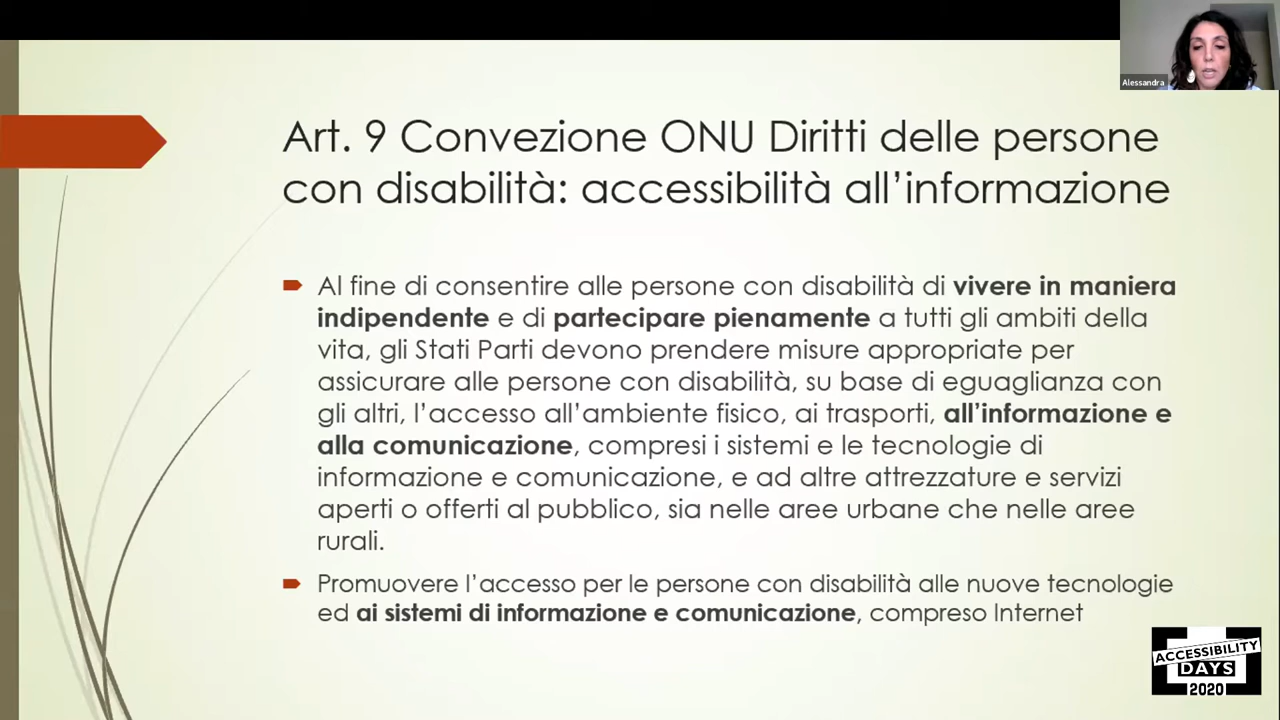 Alessandra
Art. 9 Convezione ONU Diritti delle persone
con disabilità: accessibilità all’informazione
Al fine di consentire alle persone con disabilità di vivere in maniera
indipendente e di partecipare pienamente a tutti gli ambiti della
vita, gli Stati Parti devono prendere misure appropriate per
assicurare alle persone con disabilità, su base di eguaglianza con
gli altri, l’accesso all’ambiente fisico, ai trasporti, all’informazione e
alla comunicazione, compresi i sistemi e le tecnologie di
informazione e comunicazione, e ad altre attrezzature e servizi
aperti o offerti al pubblico, sia nelle aree urbane che nelle aree
rurali.
Promuovere l’accesso per le persone con disabilità alle nuove tecnologie
ed ai sistemi di informazione e comunicazione, compreso Internet
ACCESSIBILITY
DAYS
2020